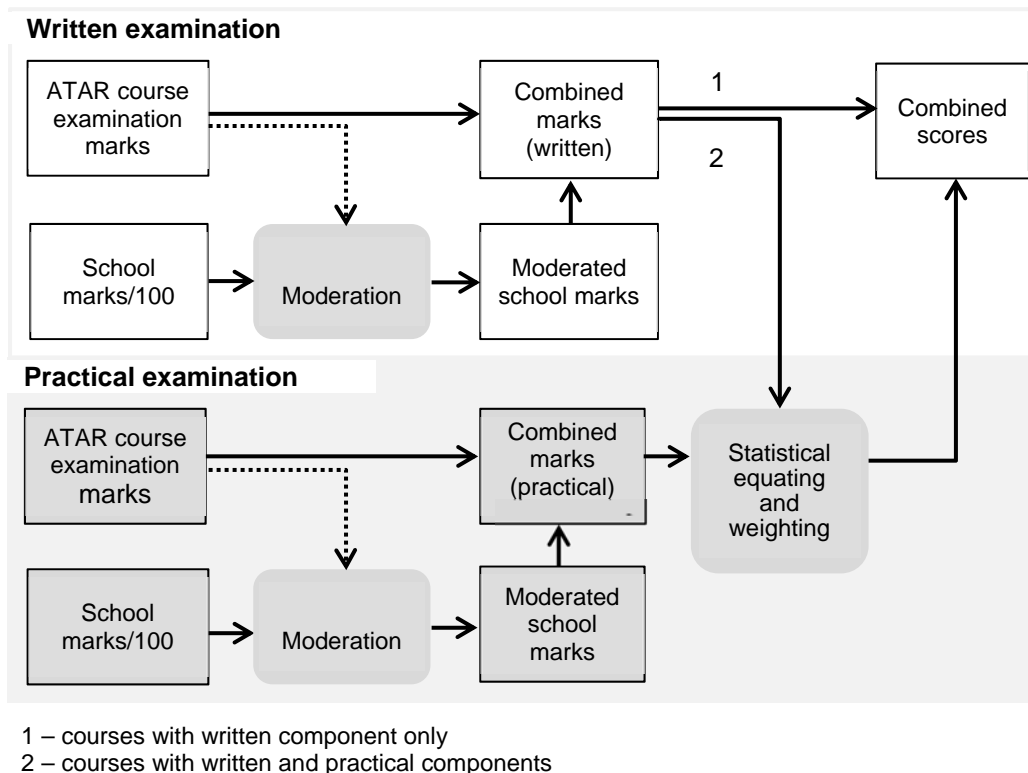 Written examination
ATAR course
examination
marks
Combined
marks
(written)
1
2
Combined
scores
School
marks/100
Moderation
Moderated
school marks
Practical examination
ATAR course
examination
marks
Combined
marks
(practical)
Statistical
equating
and
weighting
School
marks/100
Moderation
Moderated
school
marks
1 – courses with written component only
2 – courses with written and practical components